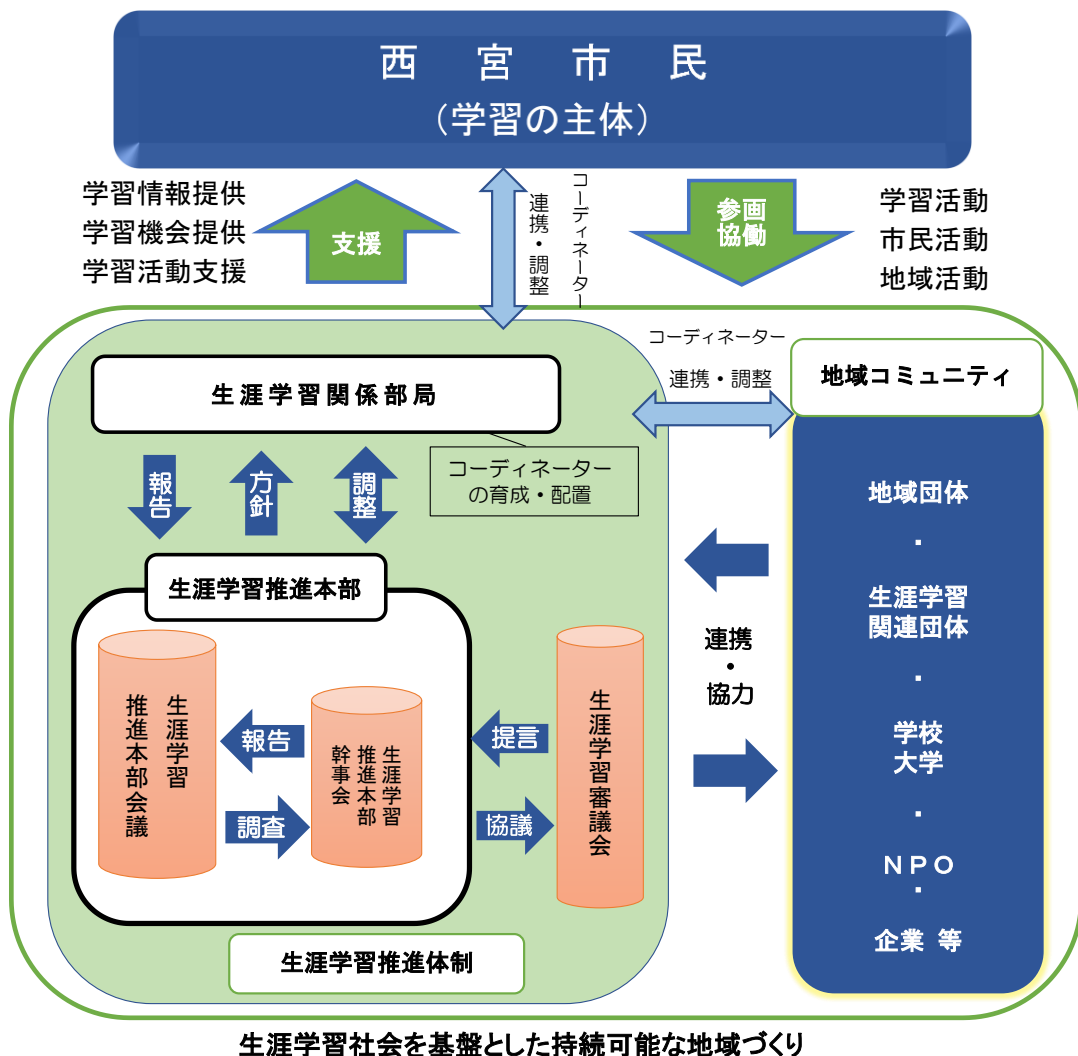 西宮市民
(学習の主体)
学習情報提供
学習機会提供
学習活動支援
支援
連携・調整
コーディネーター
参画
協働
学習活動
市民活動
地域活動
コーディネーター
連携・調整
地域コミュニティ
生涯学習関係部局
コーディネーター
の育成・配置
報告
方針
調整
生涯学習推進本部
生涯学習
推進本部会議
報告
調査
生涯学習
推進本部
幹事会
提言
協議
生涯学習審議会
連携
・
協力
地域団体
・
生涯学習
関連団体
・
学校
大学
・
NPO
・
企業 等
生涯学習推進体制
生涯学習社会を基盤とした持続可能な地域づくり